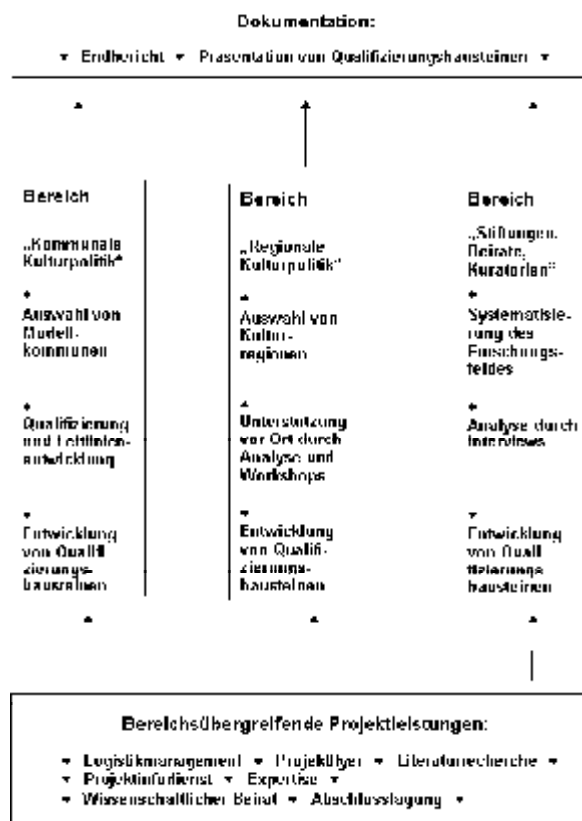 Dokumentation:
Endbericht Präsentation von Qualifizierungsbausteinen
Bereich
„Kommunale
Kulturpolitik“
Auswahl von
Modell-
kommunen
Qualifizierung
und Leitlinien-
entwicklung
Entwicklung
von Qualifi
zierungs-
bausteinen
Bereich
„Regionale
Kulturpolitik“
Auswahl von
Kultur-
regionen
Unterstützung
vor Ort durch
Analyse und
Workshops
Entwicklung
von Qualifi-
zierungs-
bausteinen
Bereich
„Stiftungen,
Beiräte,
Kuratorien“
Systematisie-
rung des
Forschungs-
feldes
Analyse durch
Interviews
Entwicklung
von Quali
fizierungs
bausteinen
Bereichsübergreifende Projektleistungen:
Logistikmanagement Projektflyer Literaturrecherche
Projektinfodienst Expertise
Wissenschaftlicher Beirat Abschlusstagung